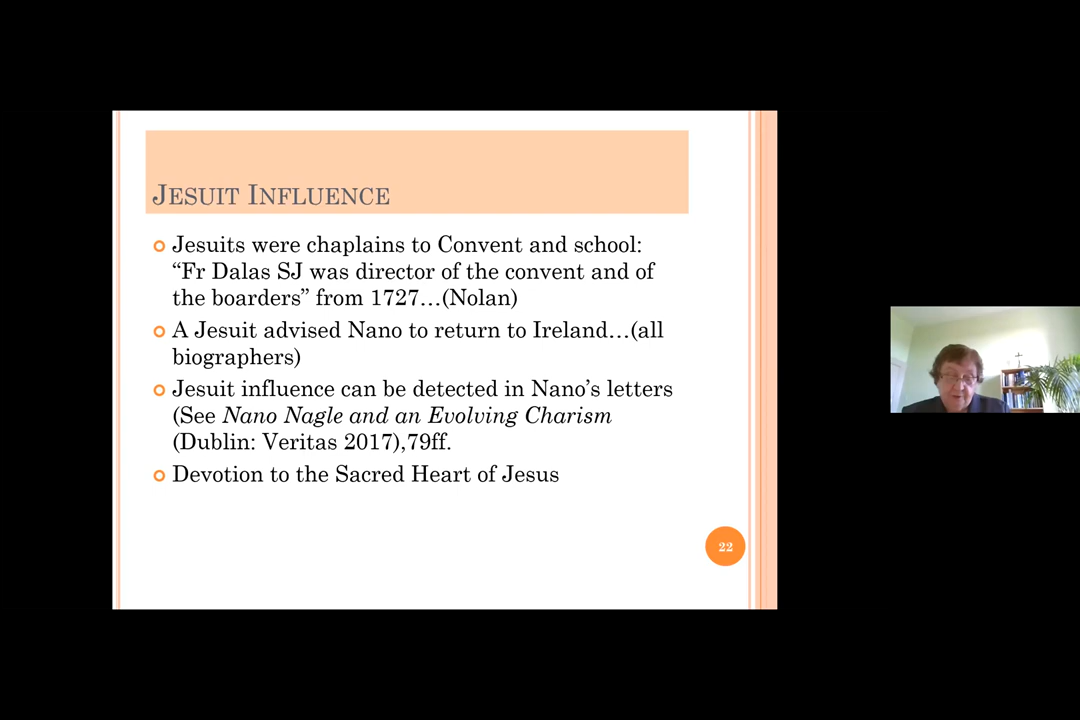 JESUIT INFLUENCE
Jesuits were chaplains to Convent and school:
“Fr Dalas SJ was director of the convent and of
the boarders” from 1727…(Nolan)
A Jesuit advised Nano to return to Ireland…(all
biographers)
Jesuit influence can be detected in Nano’s letters
(See Nano Nagle and an Evolving Charism
(Dublin: Veritas 2017),79ff.
Devotion to the Sacred Heart of Jesus
22